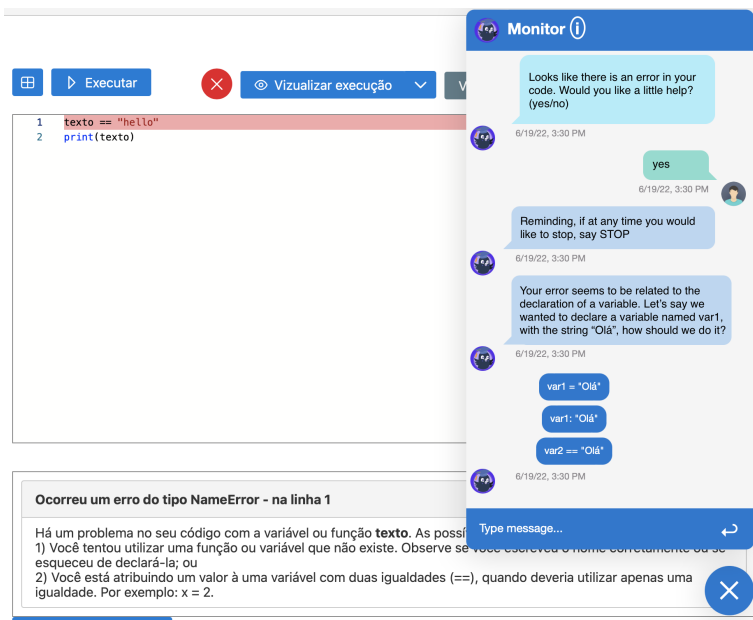 Monitor i
Looks like there is an error in your
code. Would you like a little help?
(yes/no)
6/19/22, 3:30 PM
yes
6/19/22, 3:30 PM
Reminding, if at any time you would
like to stop, say STOP
6/19/22, 3:30 PM
Your error seems to be related to the
declaration of a variable. Let's say we
wanted to declare a variable named var1,
with the string “Olá”, how should we do it?
6/19/22, 3:30 PM
var1 = "Olá"
var1: "Olá"
var2 == "Olá"
6/19/22, 3:30 PM
Type message...
Executar
Vizualizar execução
V
1 texto == "hello"
2 print(texto)
Ocorreu um erro do tipo NameError - na linha 1
Há um problema no seu código com a variável ou função texto. As
1) Você tentou utilizar uma função ou variável que não existe. Observe se você escreveu o nome corretamente ou se
esqueceu de declará-la; ou
2) Você está atribuindo um valor à uma variável com duas igualdades (==), quando deveria utilizar apenas uma
igualdade. Por exemplo: x = 2.